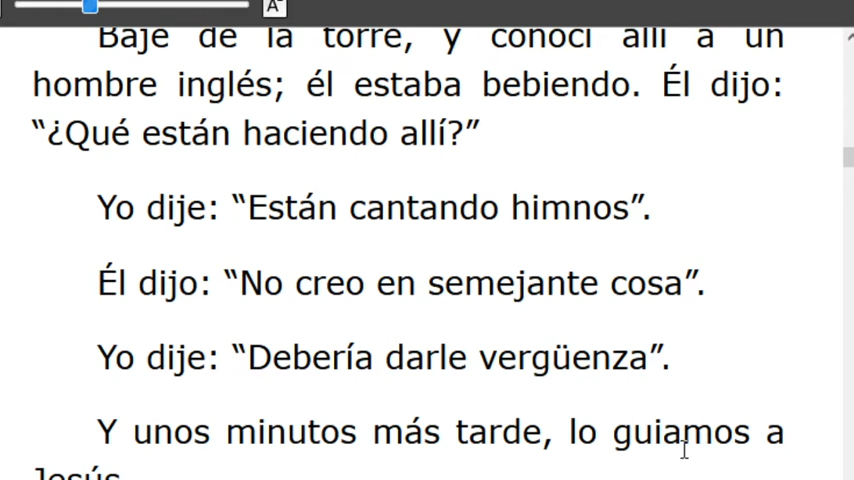 A
Bajé de la torre, y conocí allí a un
hombre inglés; él estaba bebiendo. Él dijo:
“¿Qué están haciendo allí?”
Yo dije: “Están cantando himnos”.
Él dijo: “No creo en semejante cosa”.
Yo dije: “Debería darle vergüenza”.
Y unos minutos más tarde, lo guiamos a
Jesús.